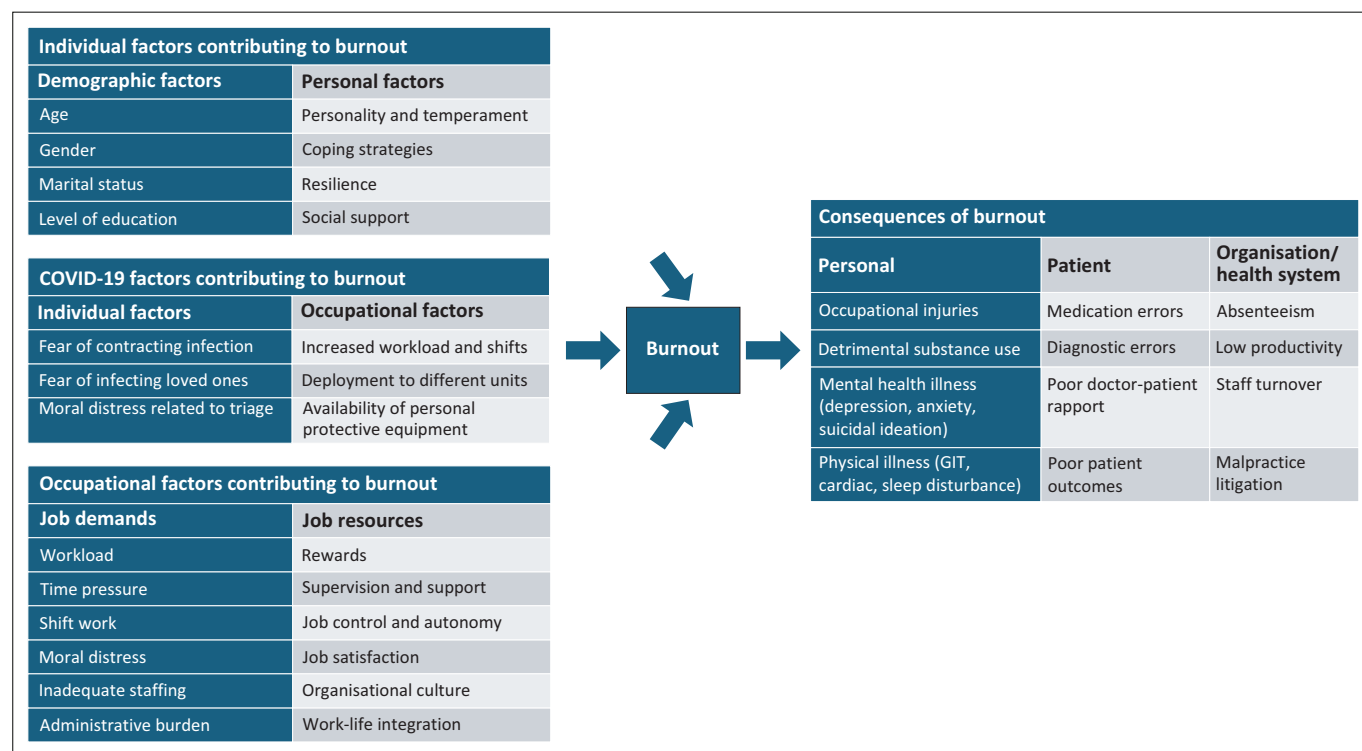 Individual factors contributing to burnout
Demographic factors
Personal factors
Age
Personality and temperament
Gender
Coping strategies
Marital status
Resilience
Level of education
Social support
COVID-19 factors contributing to burnout
Individual factors
Occupational factors
Fear of contracting infection
Increased workload and shifts
Fear of infecting loved ones
Deployment to different units
Moral distress related to triage
Availability of personal
protective equipment
Occupational factors contributing to burnout
Job demands
Job resources
Workload
Rewards
Time pressure
Supervision and support
Shift work
Job control and autonomy
Moral distress
Job satisfaction
Inadequate staffing
Organisational culture
Administrative burden
Work-life integration
Burnout
Consequences of burnout
Personal
Patient
Organisation/
health system
Occupational injuries
Medication errors
Absenteeism
Detrimental substance use
Diagnostic errors
Low productivity
Mental health illness
(depression, anxiety,
suicidal ideation)
Poor doctor-patient
rapport
Staff turnover
Physical illness (GIT,
cardiac, sleep disturbance)
Poor patient
outcomes
Malpractice
litigation